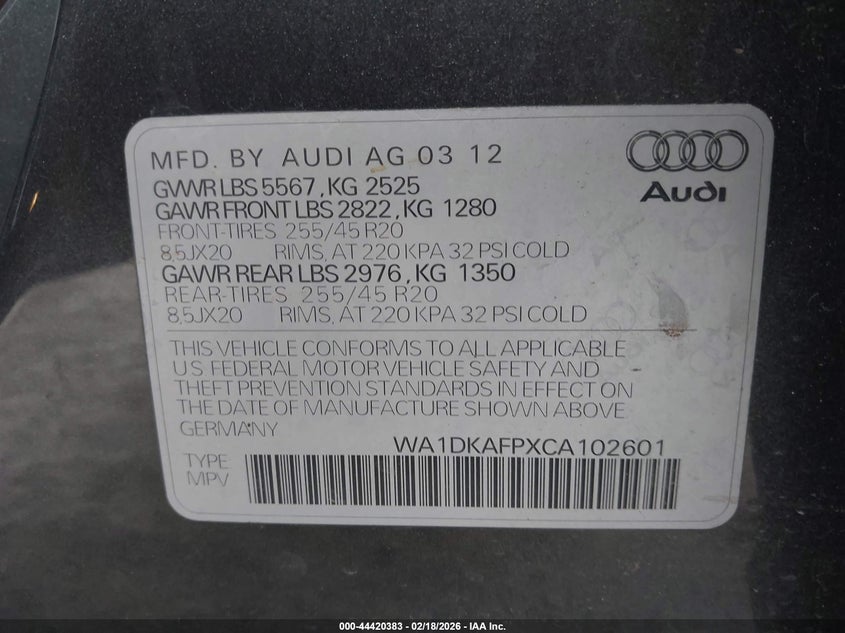 MFD. BY AUDI AG 03 12
Audi
GVWR LBS 5567, KG 2525
GAWR FRONT LBS 2822, KG 1280
FRONT-TIRES 255/45 R20
8,5JX20 RIMS, AT 220 KPA 32 PSI COLD
GAWR REAR LBS 2976, KG 1350
REAR-TIRES 255/45 R20
8,5JX20 RIMS, AT 220 KPA 32 PSI COLD
THIS VEHICLE CONFORMS TO ALL APPLICABLE
U.S. FEDERAL MOTOR VEHICLE SAFETY AND
THEFT PREVENTION STANDARDS IN EFFECT ON
THE DATE OF MANUFACTURE SHOWN ABOVE.
GERMANY
WA1DKAFPXCA102601
TYPE
MPV
000-44420383 - 02/18/2026 - IAA Inc.